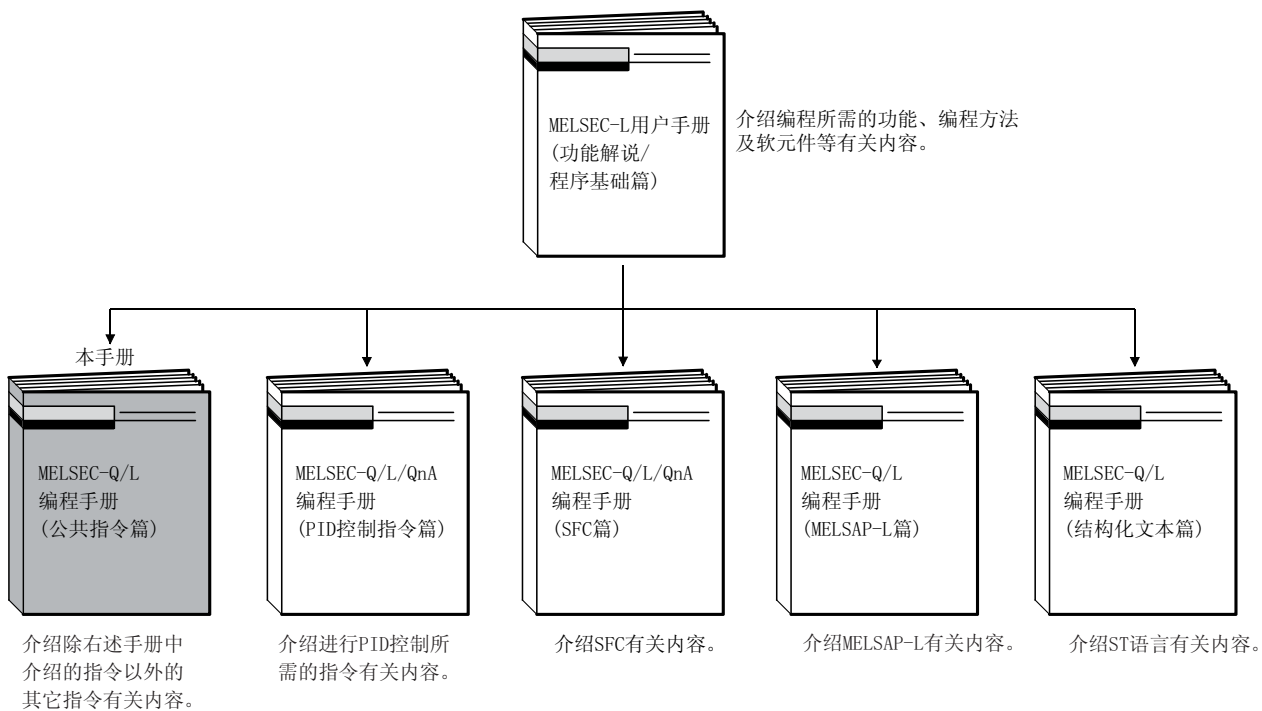 MELSEC-L用户手册
(功能解说/
程序基础篇)
介绍编程所需的功能、编程方法
及软元件等有关内容。
本手册
MELSEC-Q/L
编程手册
(公共指令篇)
MELSEC-Q/L/QnA
编程手册
(PID控制指令篇)
MELSEC-Q/L/QnA
编程手册
(SFC篇)
MELSEC-Q/L
编程手册
(MELSAP-L篇)
MELSEC-Q/L
编程手册
(结构化文本篇)
介绍除右述手册中
介绍的指令以外的
其它指令有关内容。
介绍进行PID控制所
需的指令有关内容。
介绍SFC有关内容。
介绍MELSAP-L有关内容。
介绍ST语言有关内容。